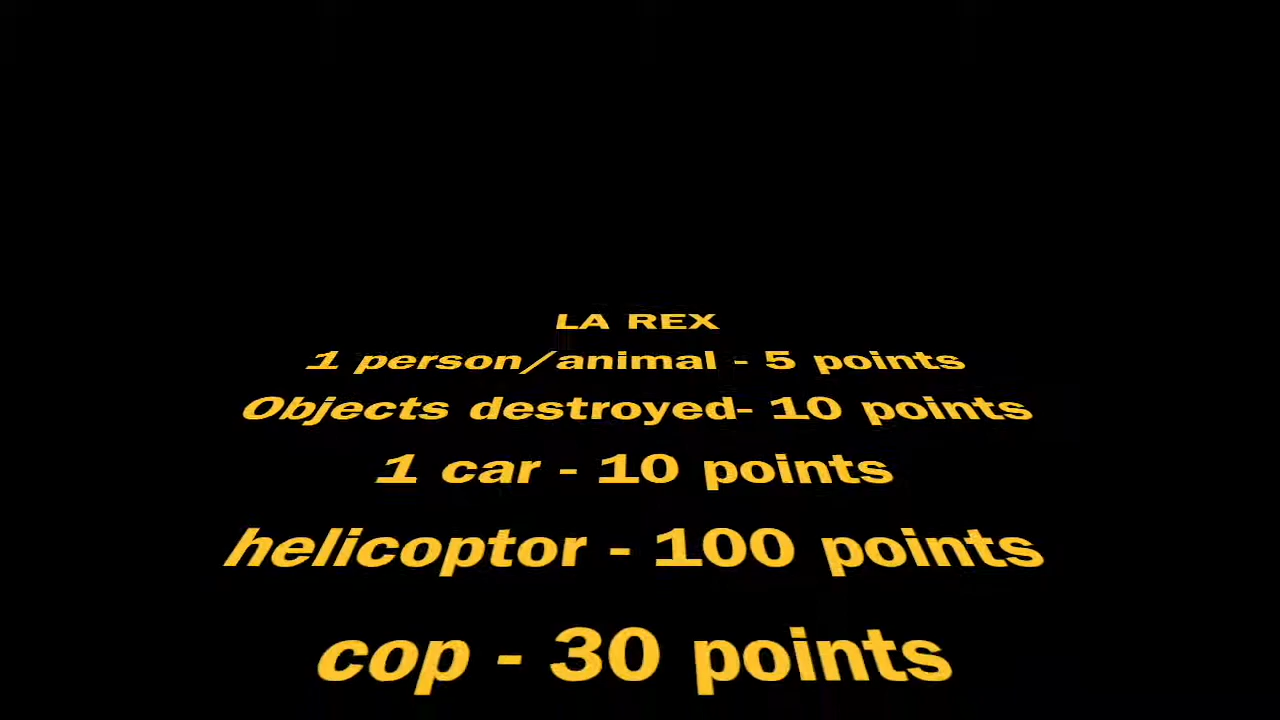 LA REX
1 person/animal - 5 points
Objects destroyed- 10 points
1 car - 10 points
helicoptor - 100 points
cop - 30 points